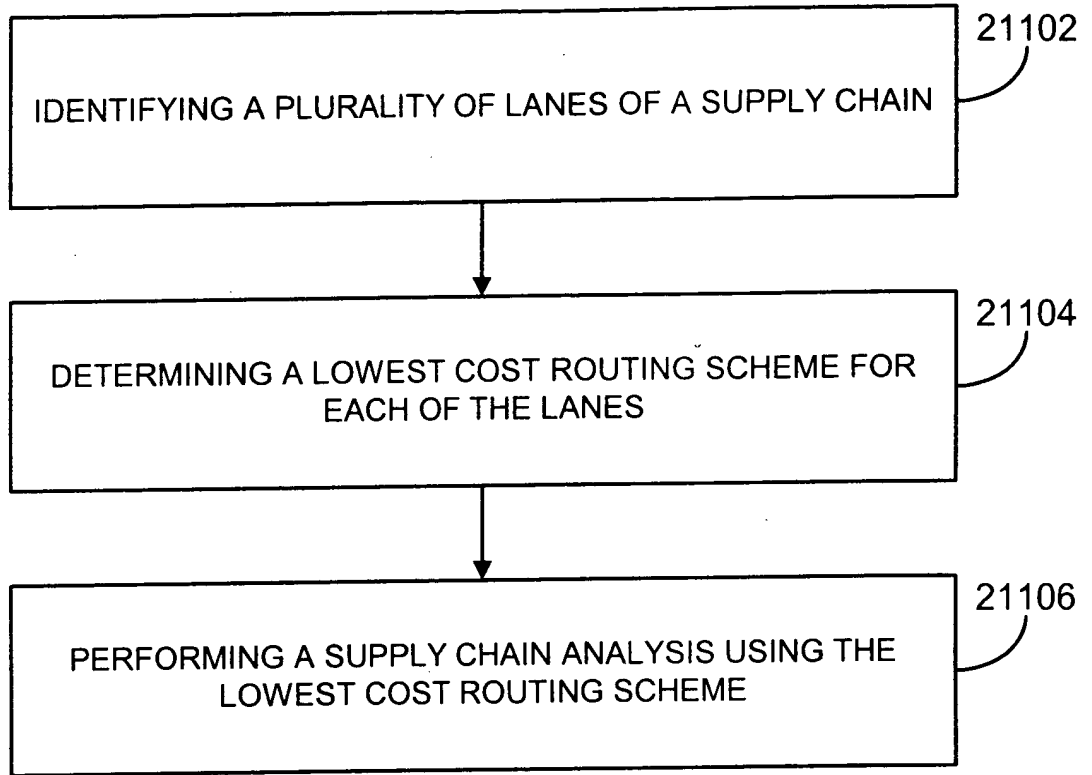 21102
IDENTIFYING A PLURALITY OF LANES OF A SUPPLY CHAIN
21104
DETERMINING A LOWEST COST ROUTING SCHEME FOR
EACH OF THE LANES
21106
PERFORMING A SUPPLY CHAIN ANALYSIS USING THE
LOWEST COST ROUTING SCHEME